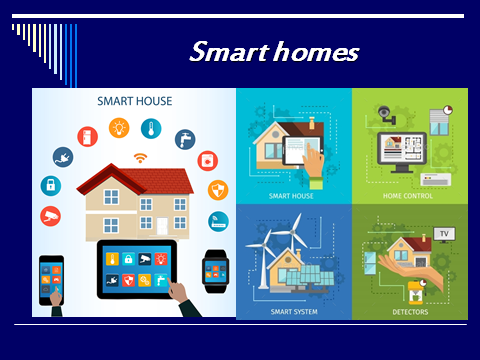 Smart homes
SMART HOUSE
SMART HOUSE
HOME CONTROL
SMART SYSTEM
TV
DETECTORS